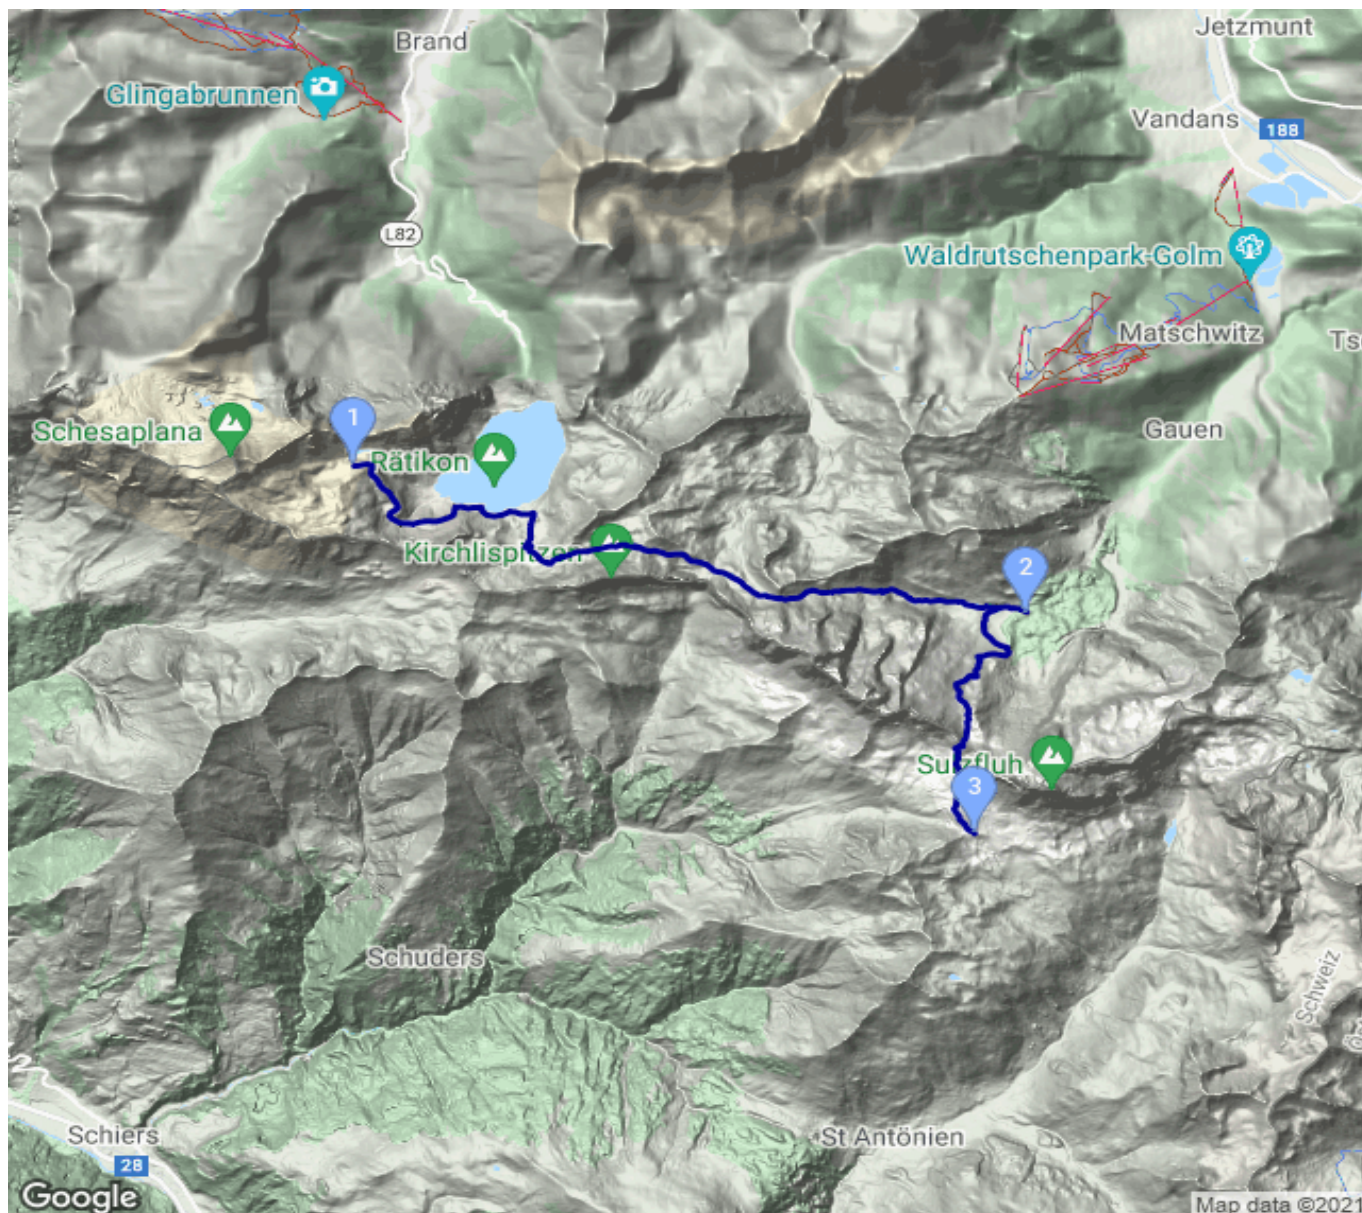 Jetzmunt
Brand
Glingabrunnen
Vandans
188
L82
Waldrutschenpark-Golm
Matschwitz
Schesaplana
1
Rätikon
Gauen
Kirchlispitzen
2
Sulzfluh
3
Schuders
Schweiz
Schiers
28
St Antönien
Google
Map data ©2021